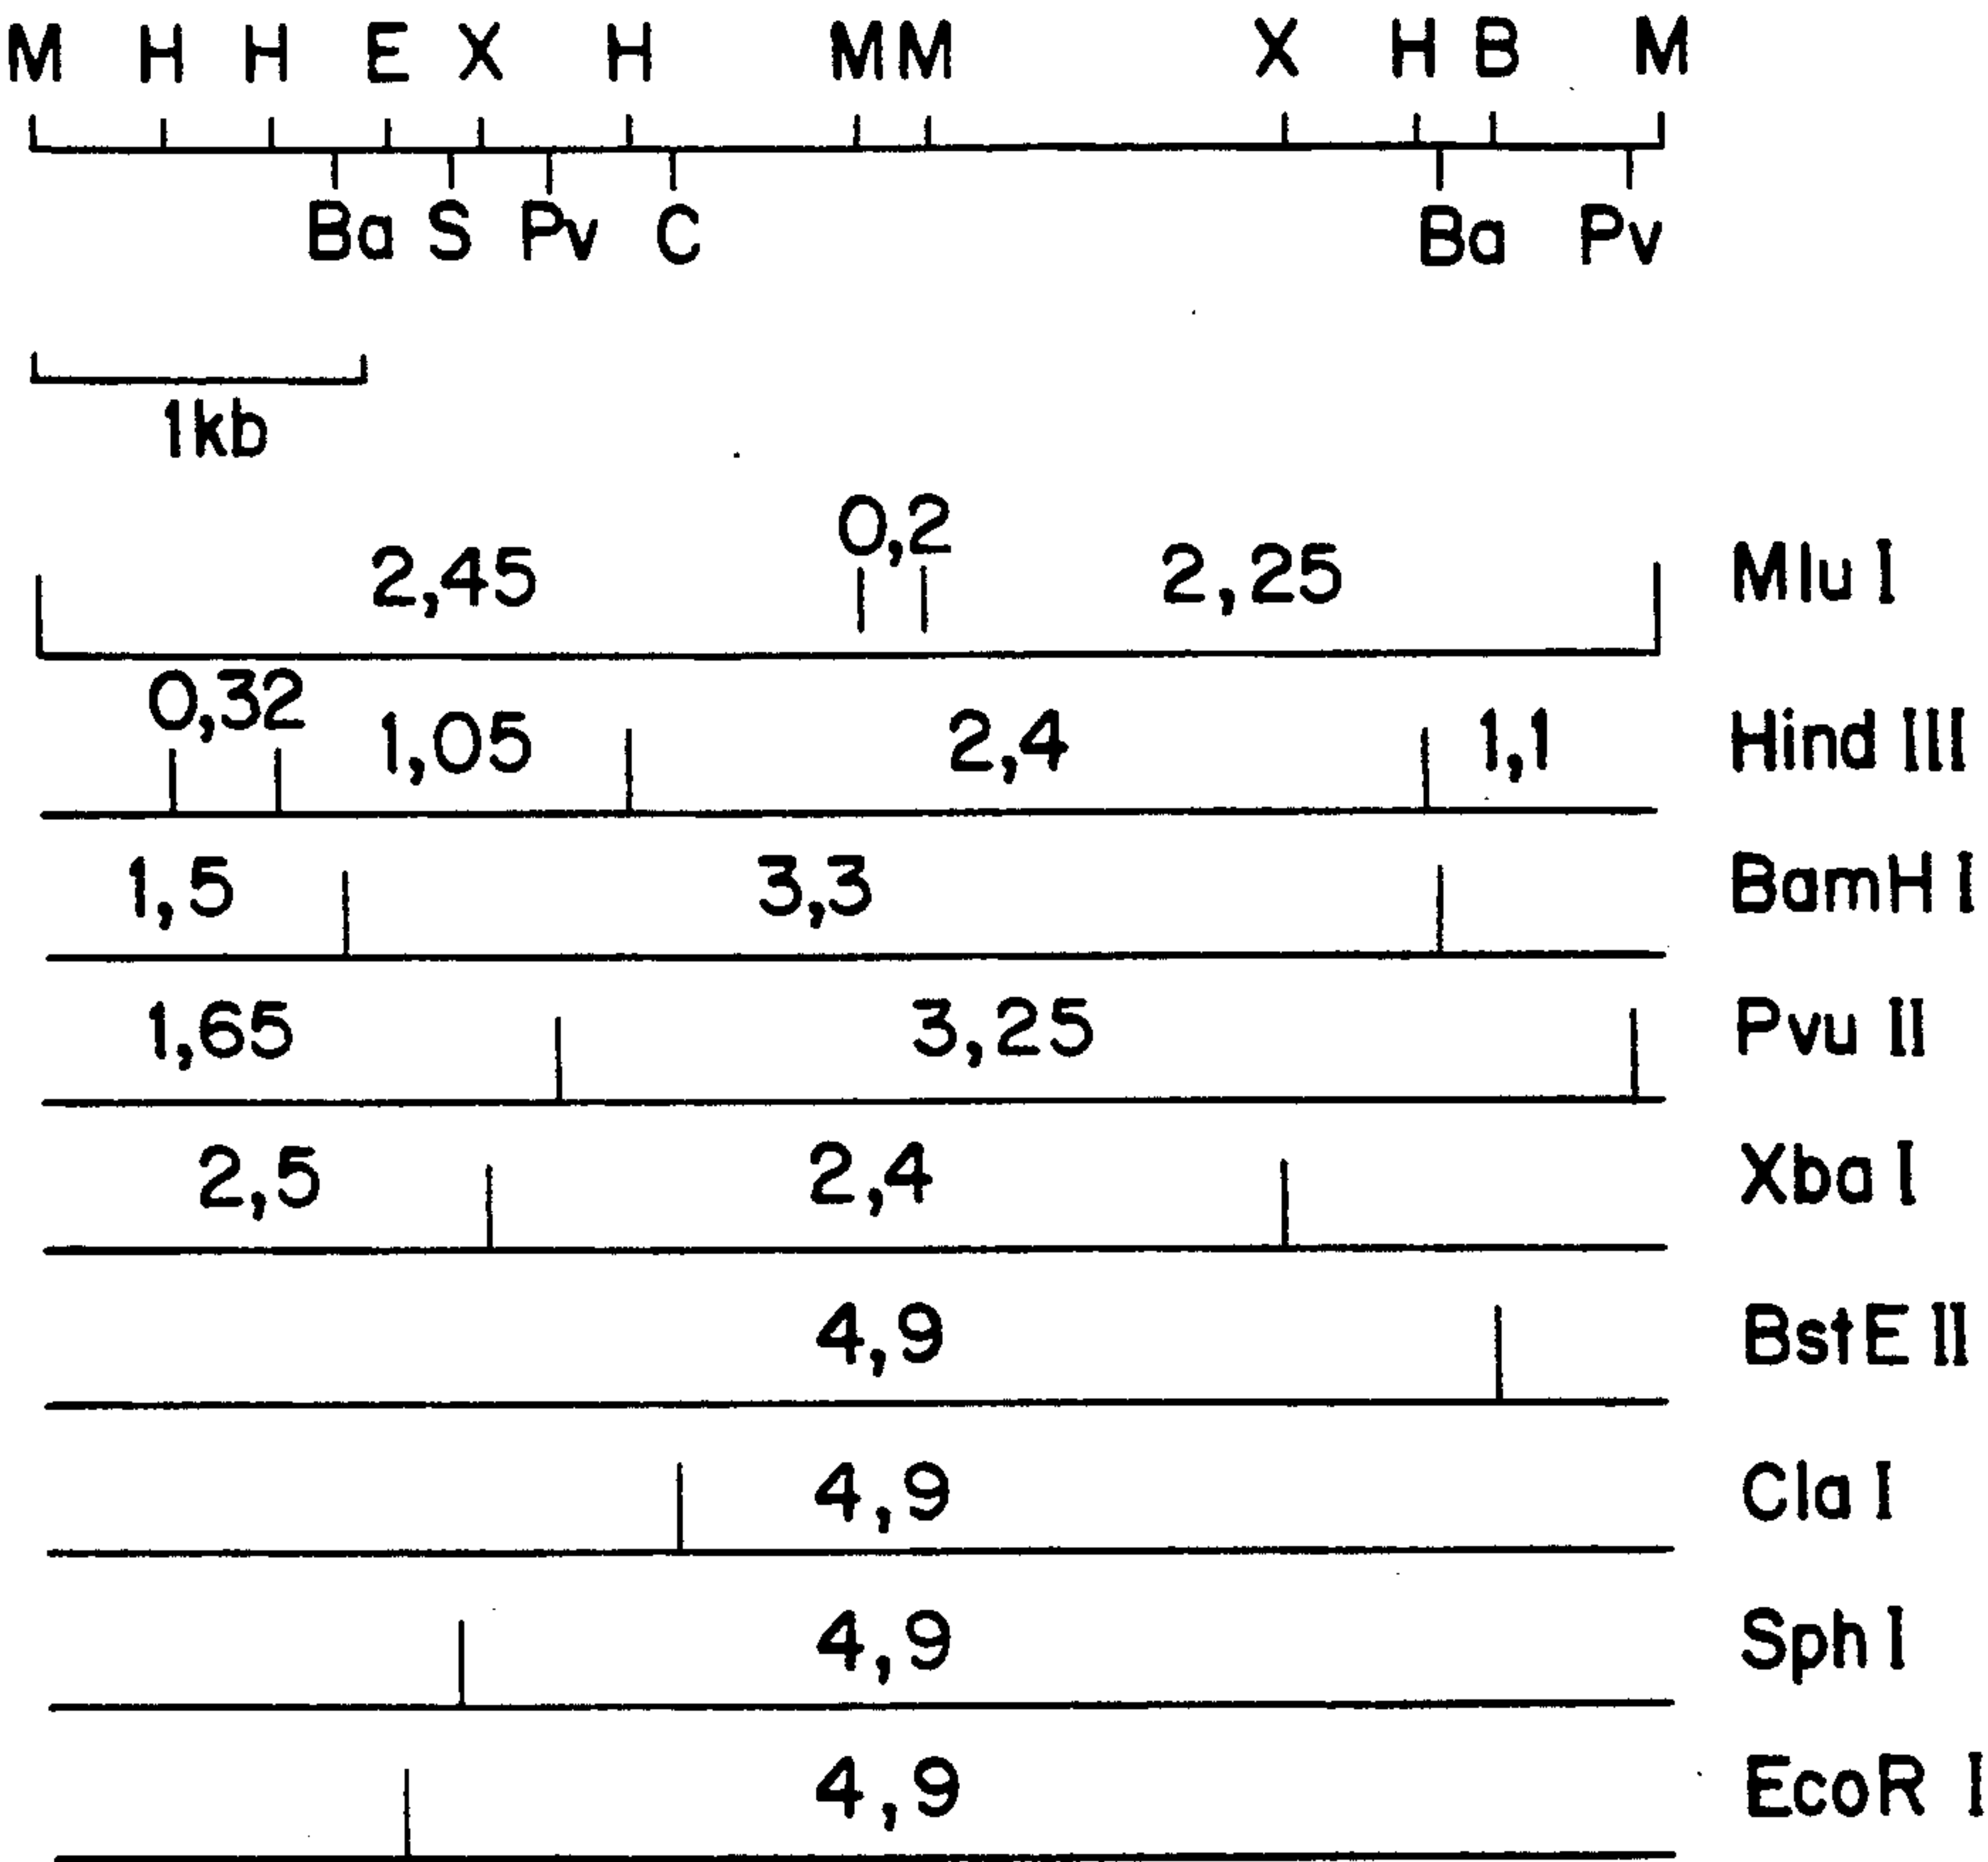 M H H E X H M M X H B M
Ba S Pv C Ba Pv
1kb
0,2
2,45 2,25 Mlu I
0,32
1,05 2,4 1,1 Hind III
1,5 3,3 BamH I
1,65 3,25 Pvu II
2,5 2,4 Xba I
4,9 BstE II
4,9 Cla I
4,9 Sph I
4,9 EcoR I